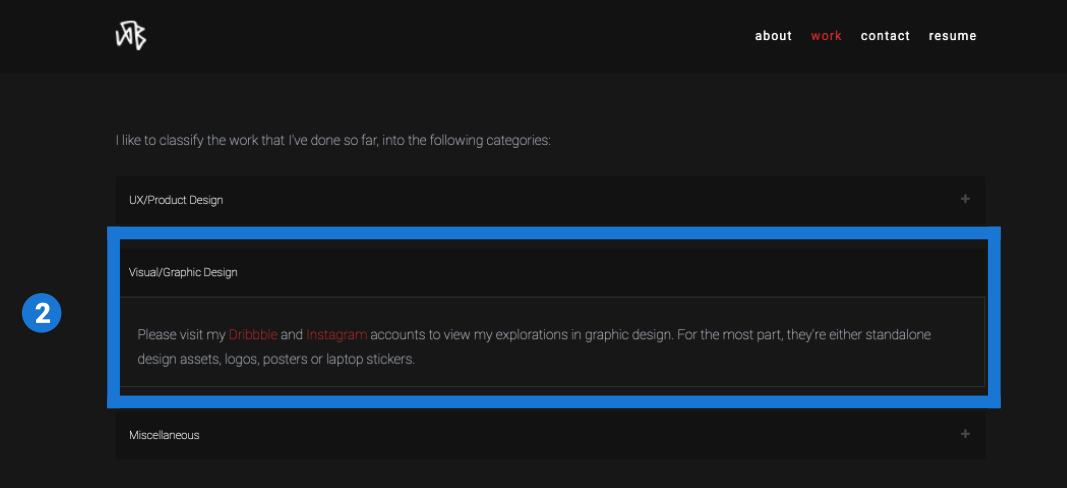 about work contact resume
I like to classify the work that I've done so far, into the following categories:
UX/Product Design +
Visual/Graphic Design
2
Please visit my Dribbble and Instagram accounts to view my explorations in graphic design. For the most part, they're either standalone
design assets, logos, posters or laptop stickers.
Miscellaneous +